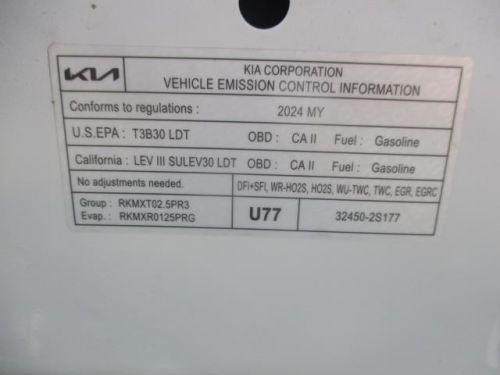 KIA
KIA CORPORATION
VEHICLE EMISSION CONTROL INFORMATION
Conforms to regulations : 2024 MY
U.S.EPA : T3B30 LDT OBD : CA II Fuel : Gasoline
California : LEV III SULEV30 LDT OBD : CA II Fuel : Gasoline
No adjustments needed. DFI+SFI, WR-HO2S, HO2S, WU-TWC, TWC, EGR, EGRC
Group : RKMXT02.5PR3
Evap. : RKMXR0125PRG
U77
32450-2S177